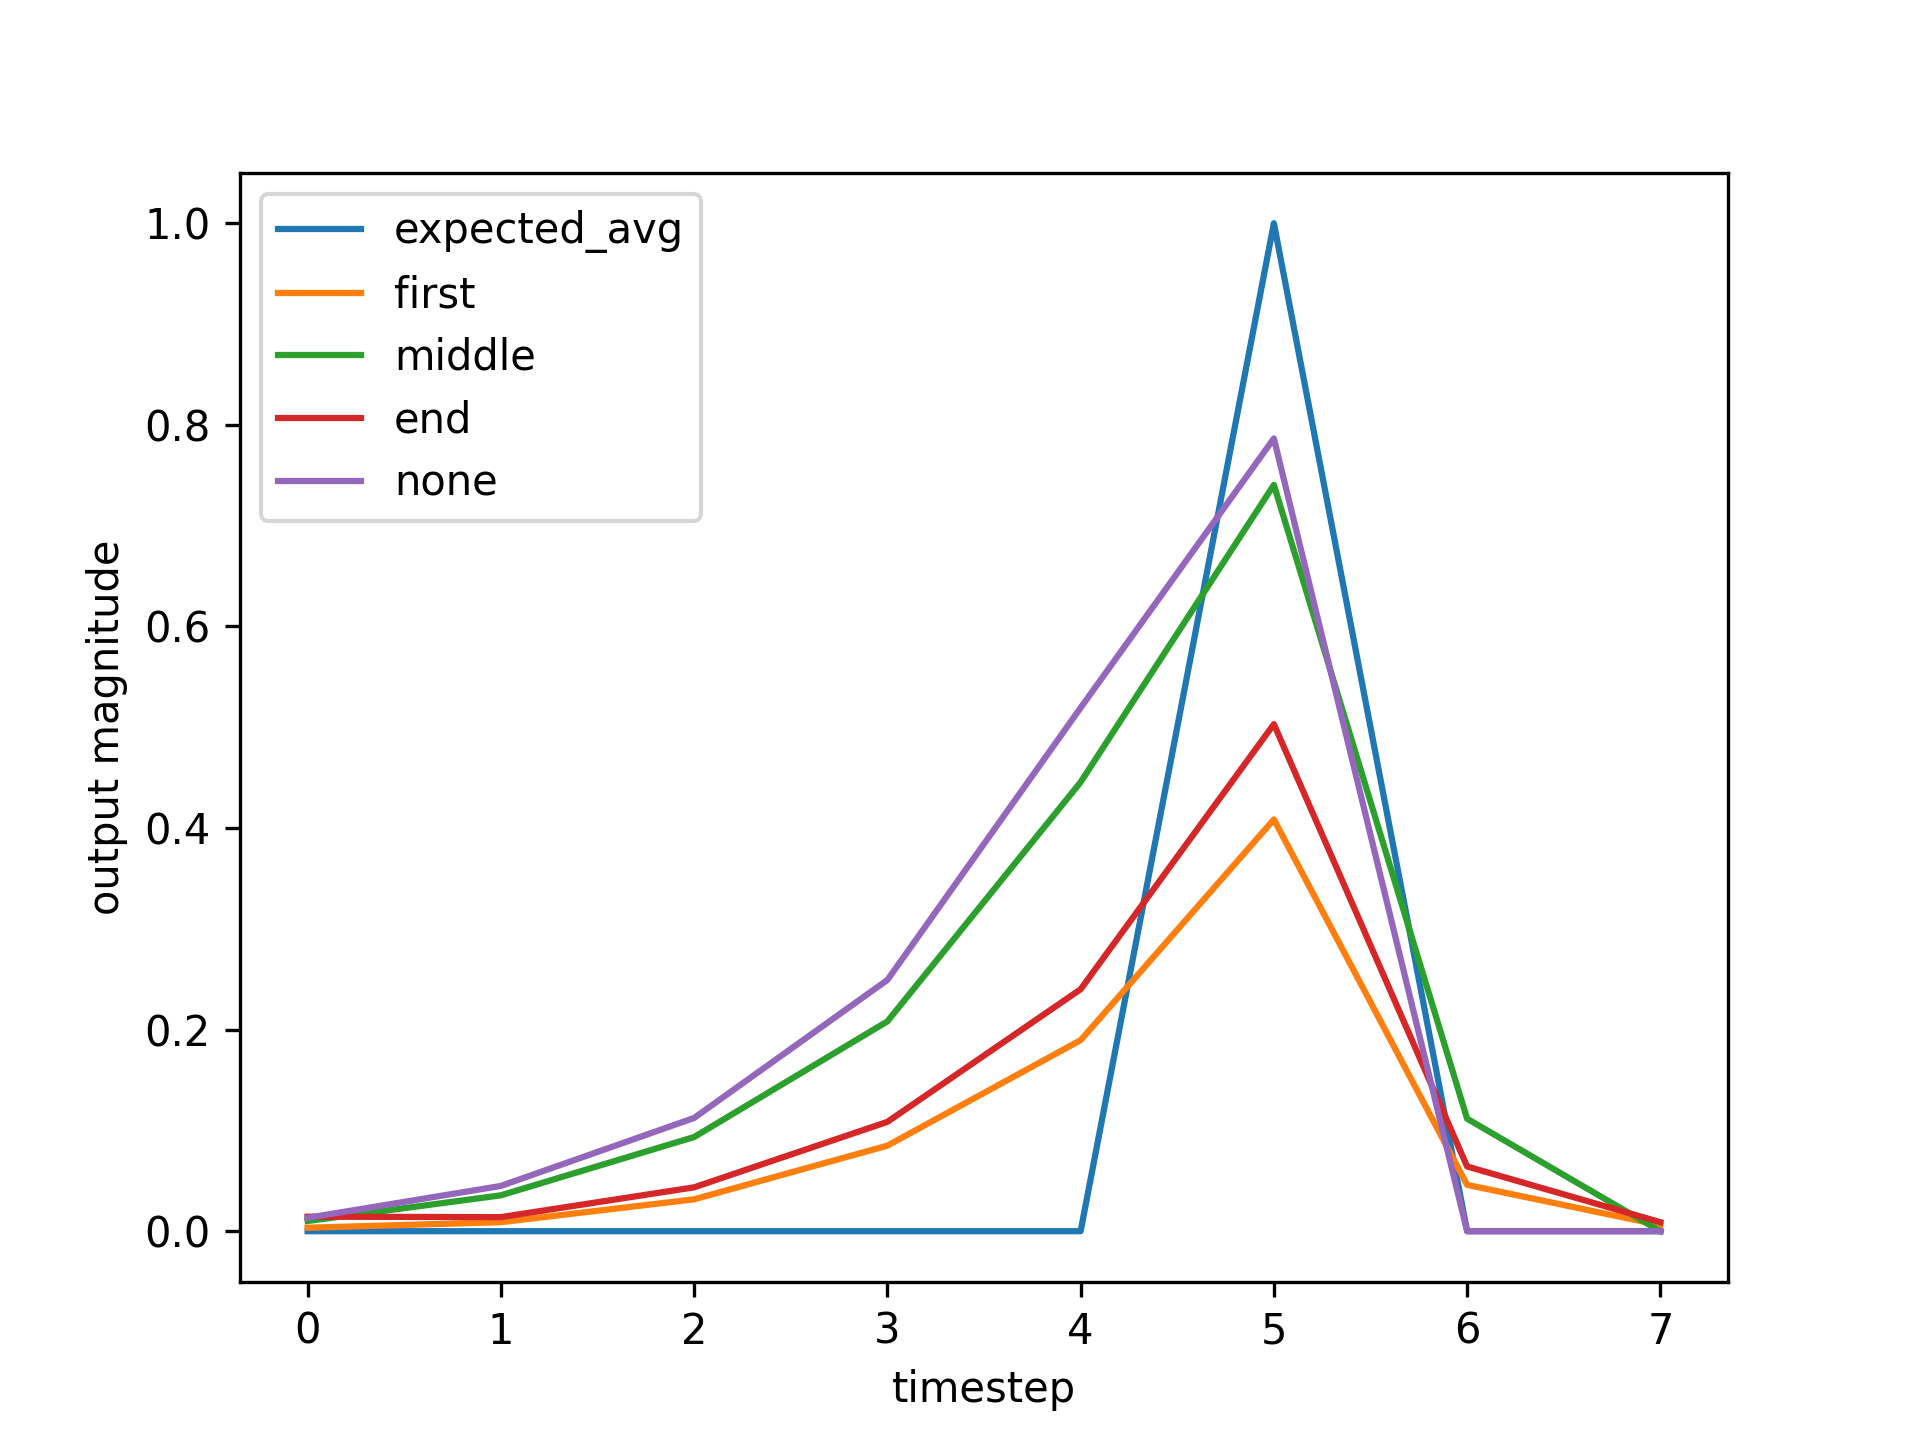 expected_avg
first
middle
end
none
output magnitude
1.0
0.8
0.6
0.4
0.2
0.0
0 1 2 3 4 5 6 7
timestep